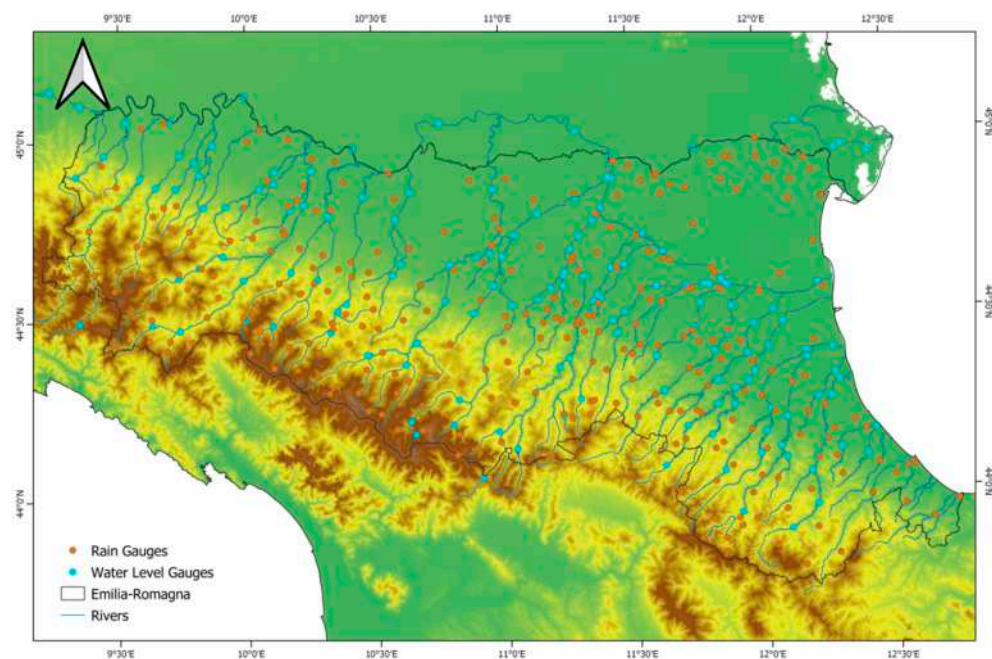 9°30'E 10°0'E 10°30'E 11°0'E 11°30'E 12°0'E 12°30'E
45°0'N 45°0'N
44°30'N 44°30'N
44°0'N 44°0'N
Rain Gauges
Water Level Gauges
Emilia-Romagna
Rivers
9°30'E 10°0'E 10°30'E 11°0'E 11°30'E 12°0'E 12°30'E